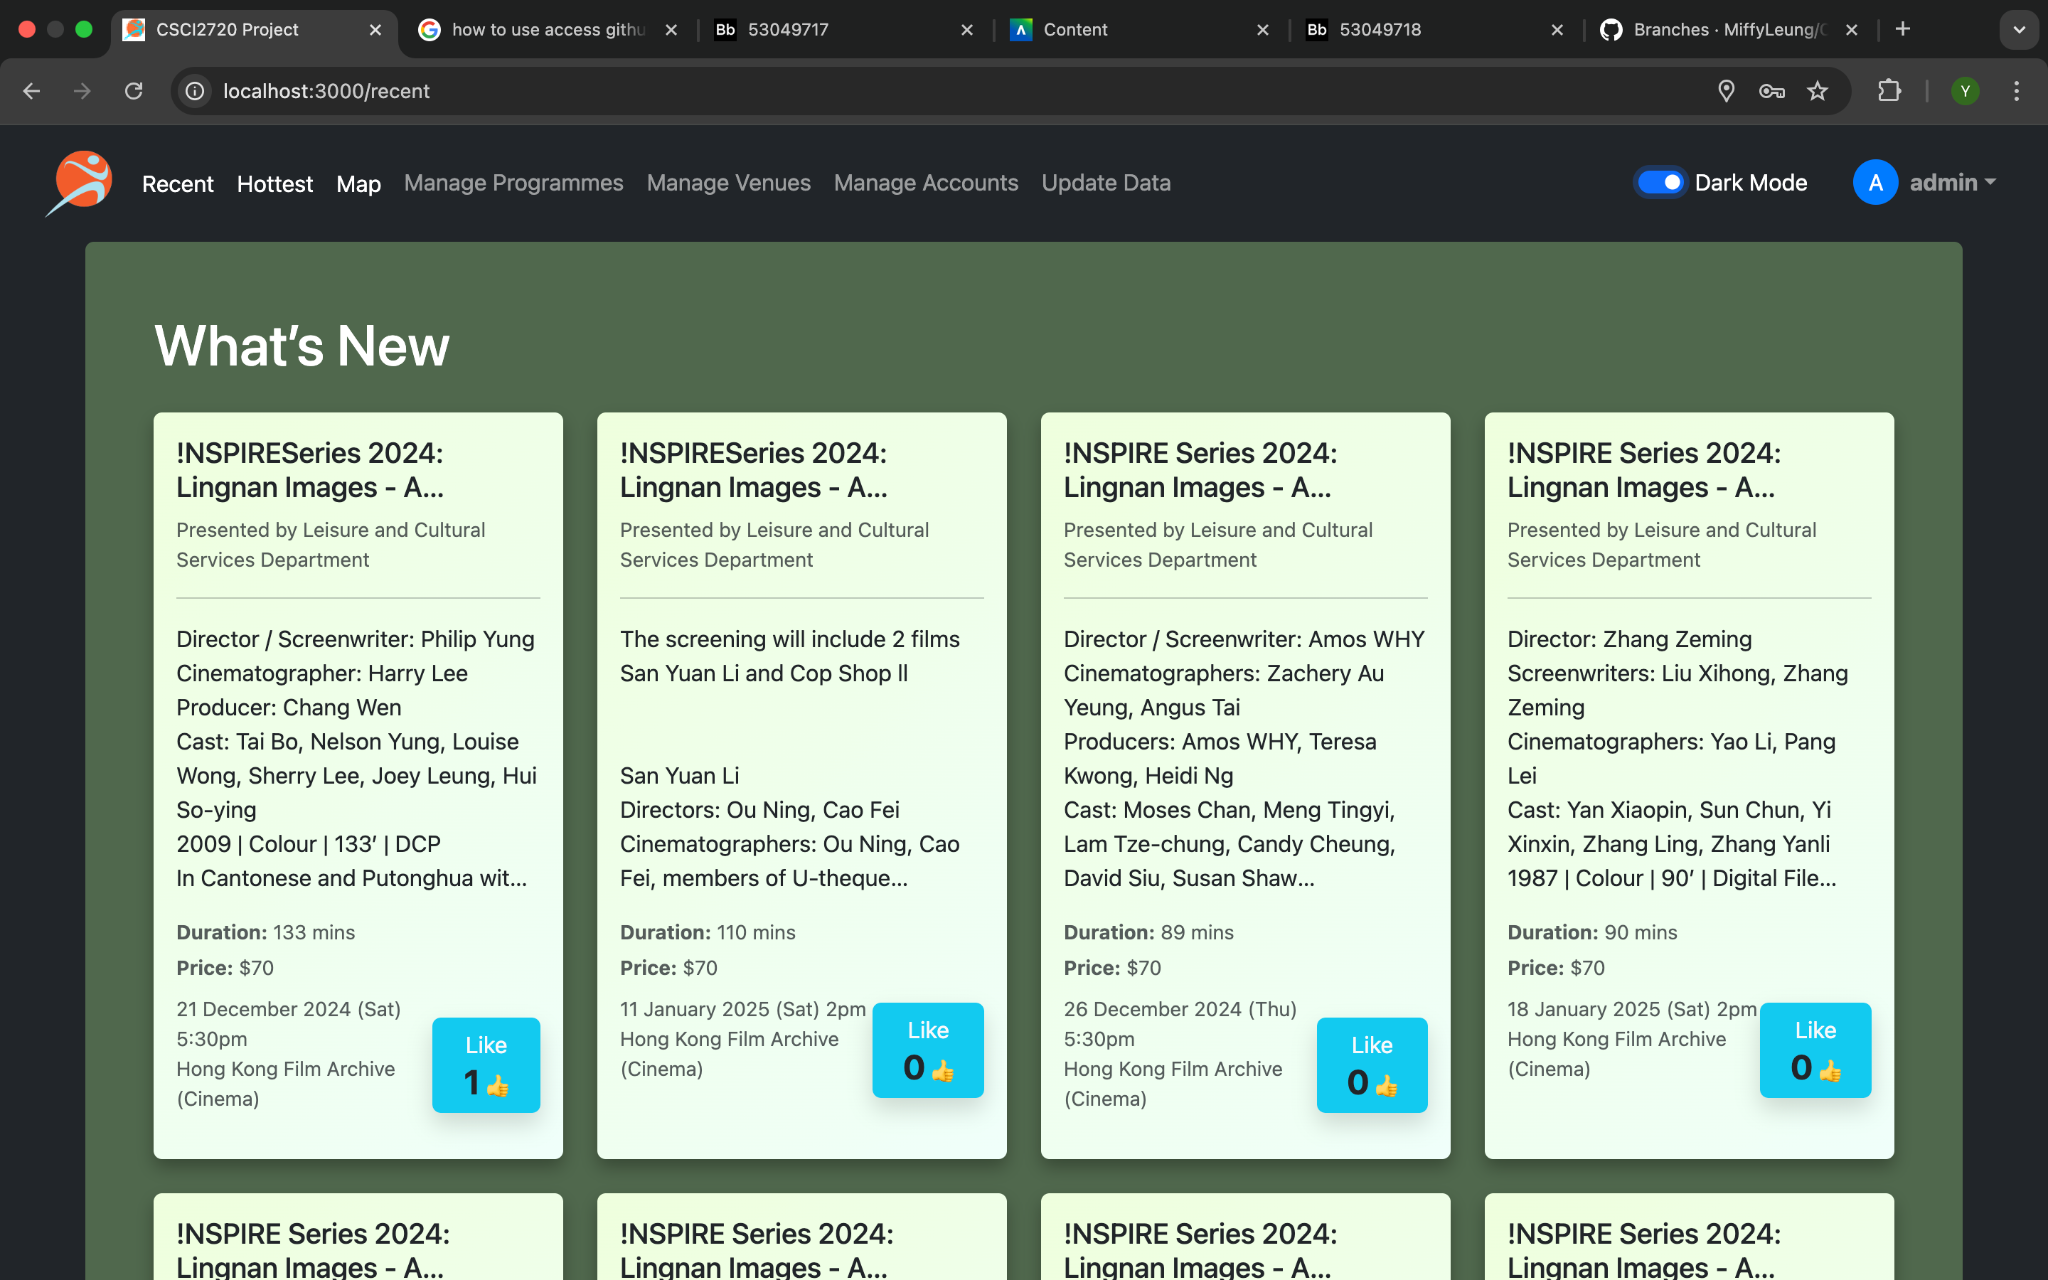 CSCI2720 Project
how to use access githu
Bb 53049717
Content
Bb 53049718
Branches · MiffyLeung/C
localhost:3000/recent
Y
Recent Hottest Map Manage Programmes Manage Venues Manage Accounts Update Data
Dark Mode
A admin
What's New
!NSPIRESeries 2024:
Lingnan Images - A...
Presented by Leisure and Cultural
Services Department
Director / Screenwriter: Philip Yung
Cinematographer: Harry Lee
Producer: Chang Wen
Cast: Tai Bo, Nelson Yung, Louise
Wong, Sherry Lee, Joey Leung, Hui
So-ying
2009 | Colour | 133′ | DCP
In Cantonese and Putonghua wit...
Duration: 133 mins
Price: $70
21 December 2024 (Sat)
5:30pm
Hong Kong Film Archive
(Cinema)
Like
1👍
!NSPIRESeries 2024:
Lingnan Images - A...
Presented by Leisure and Cultural
Services Department
The screening will include 2 films
San Yuan Li and Cop Shop ll
San Yuan Li
Directors: Ou Ning, Cao Fei
Cinematographers: Ou Ning, Cao
Fei, members of U-theque...
Duration: 110 mins
Price: $70
11 January 2025 (Sat) 2pm
Hong Kong Film Archive
(Cinema)
Like
0👍
!NSPIRE Series 2024:
Lingnan Images - A...
Presented by Leisure and Cultural
Services Department
Director / Screenwriter: Amos WHY
Cinematographers: Zachery Au
Yeung, Angus Tai
Producers: Amos WHY, Teresa
Kwong, Heidi Ng
Cast: Moses Chan, Meng Tingyi,
Lam Tze-chung, Candy Cheung,
David Siu, Susan Shaw...
Duration: 89 mins
Price: $70
26 December 2024 (Thu)
5:30pm
Hong Kong Film Archive
(Cinema)
Like
0👍
!NSPIRE Series 2024:
Lingnan Images - A...
Presented by Leisure and Cultural
Services Department
Director: Zhang Zeming
Screenwriters: Liu Xihong, Zhang
Zeming
Cinematographers: Yao Li, Pang
Lei
Cast: Yan Xiaopin, Sun Chun, Yi
Xinxin, Zhang Ling, Zhang Yanli
1987 | Colour | 90′ | Digital File...
Duration: 90 mins
Price: $70
18 January 2025 (Sat) 2pm
Hong Kong Film Archive
(Cinema)
Like
0👍
!NSPIRE Series 2024:
Lingnan Images - A...
!NSPIRE Series 2024:
Lingnan Images - A...
!NSPIRE Series 2024:
Lingnan Images - A...
!NSPIRE Series 2024:
Lingnan Images - A...